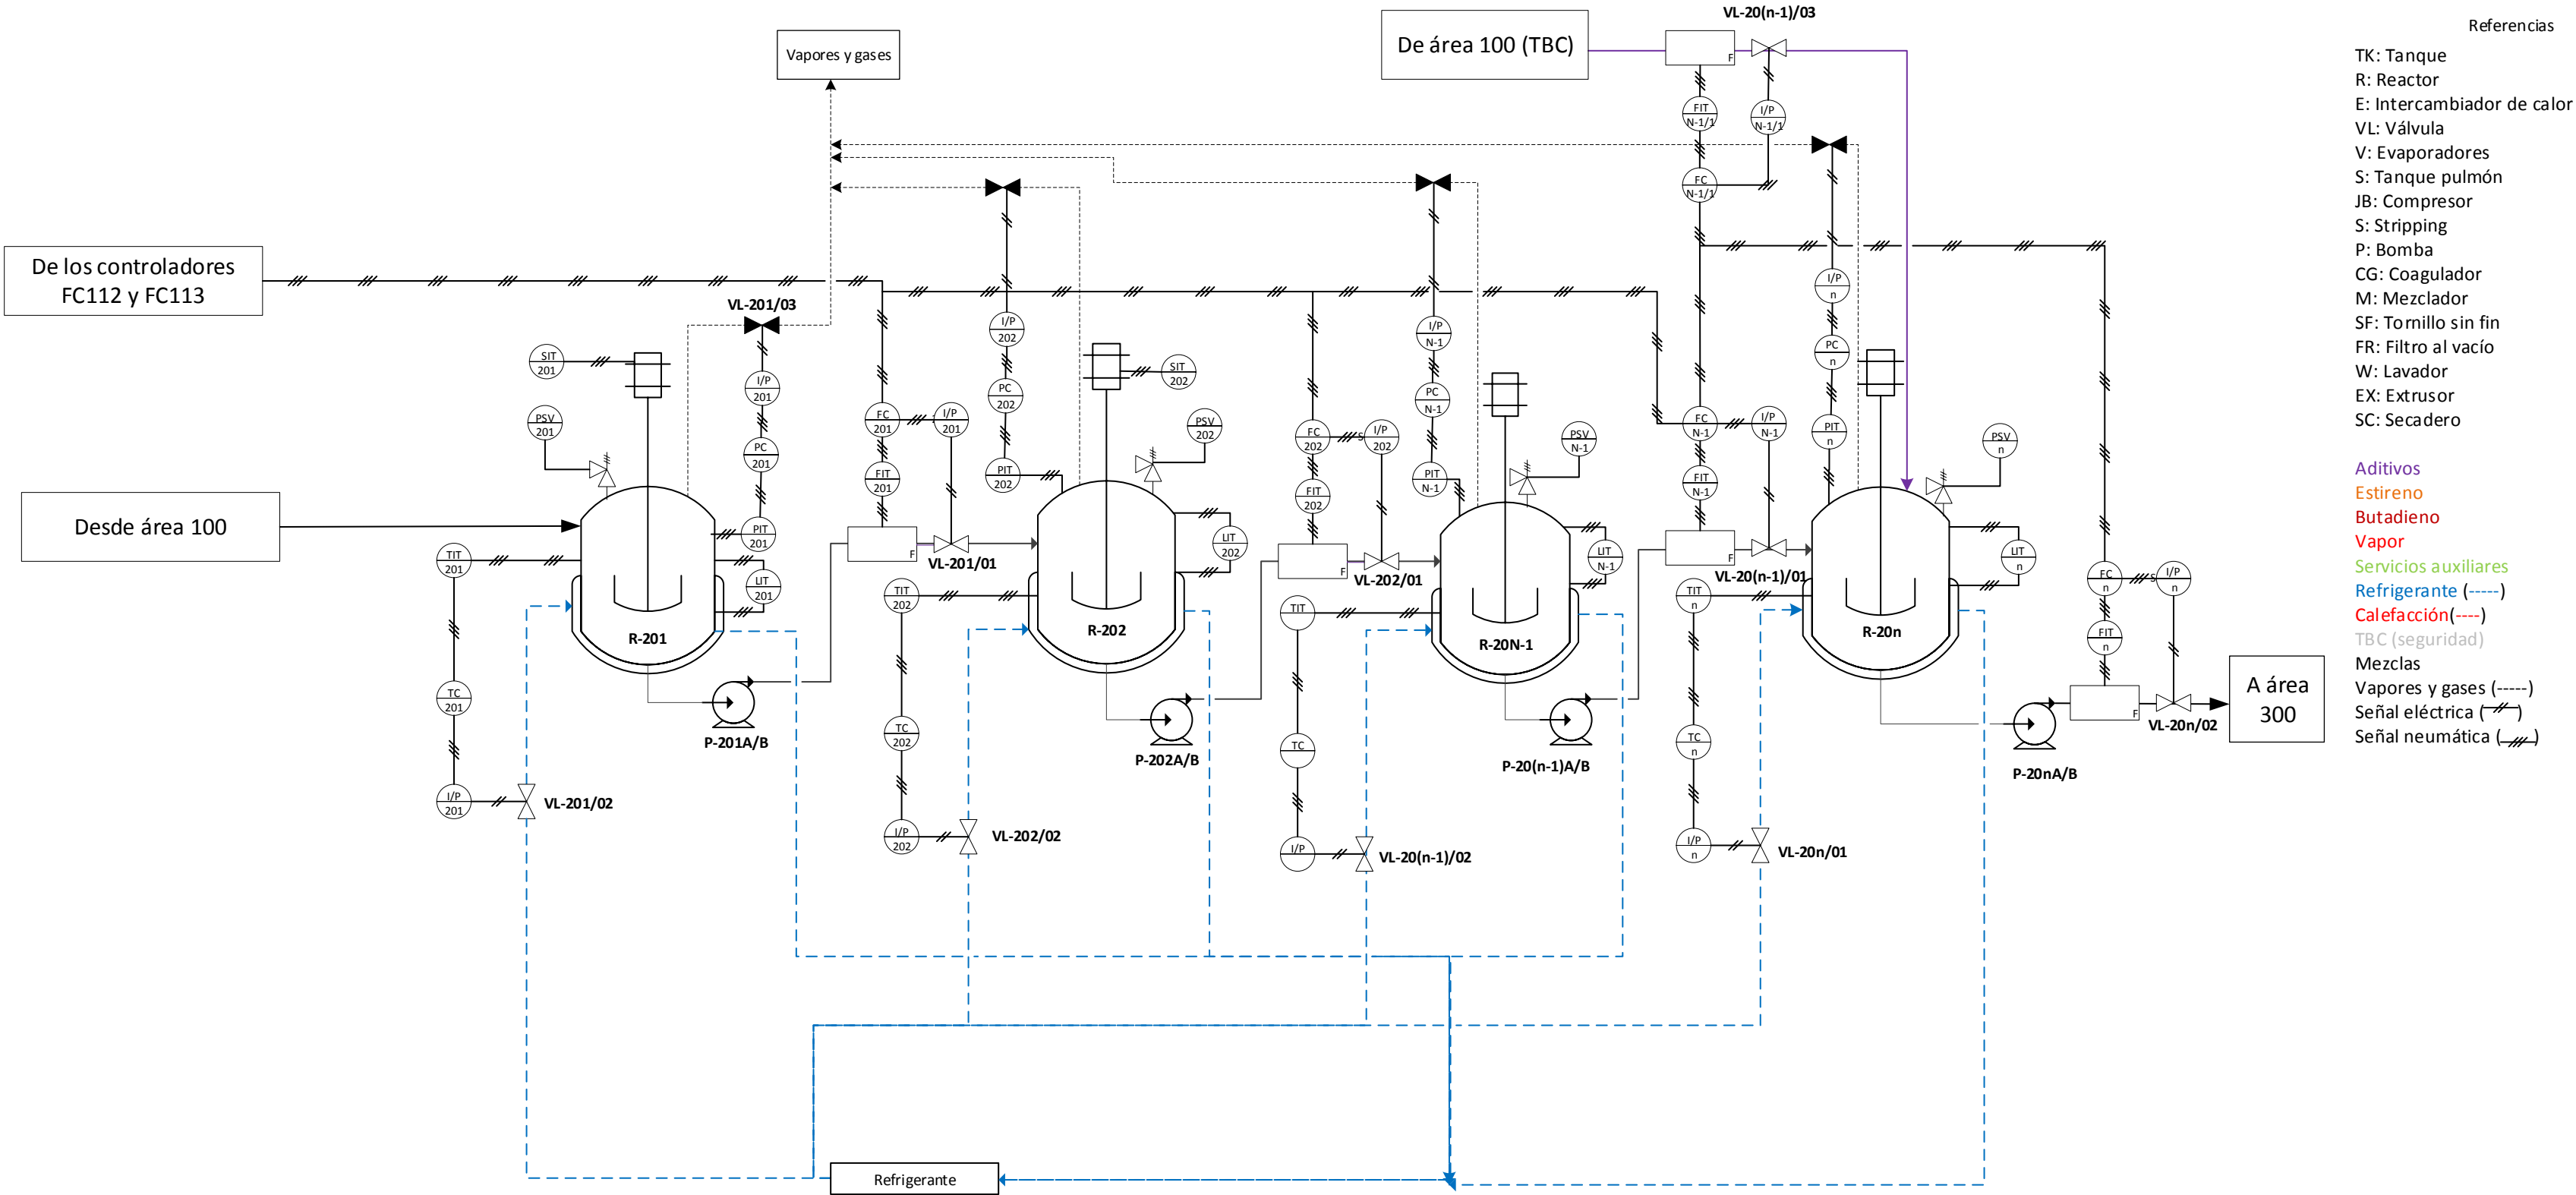 VL-20(n-1)/03
De área 100 (TBC)
F
Vapores y gases
FIT
N-1/1
I/P
N-1/1
FC
N-1/1
De los controladores
FC112 y FC113
VL-201/03
SIT
201
PSV
201
I/P
201
PC
201
PIT
201
LIT
201
Desde área 100
TIT
201
TC
201
I/P
201
VL-201/02
R-201
P-201A/B
FC
201
I/P
201
FIT
201
F
VL-201/01
I/P
202
PC
202
PIT
202
SIT
202
PSV
202
LIT
202
TIT
202
TC
202
I/P
202
VL-202/02
R-202
P-202A/B
FC
202
S
I/P
202
FIT
202
F
VL-202/01
I/P
N-1
PC
N-1
PIT
N-1
PSV
N-1
LIT
N-1
TIT
TC
I/P
VL-20(n-1)/02
R-20N-1
P-20(n-1)A/B
FC
N-1
I/P
N-1
FIT
N-1
F
VL-20(n-1)/01
I/P
n
PC
n
PIT
n
PSV
n
LIT
n
TIT
n
TC
n
I/P
n
VL-20n/01
R-20n
P-20nA/B
FC
n
S
I/P
n
FIT
n
F
VL-20n/02
A área
300
Refrigerante
Referencias
TK: Tanque
R: Reactor
E: Intercambiador de calor
VL: Válvula
V: Evaporadores
S: Tanque pulmón
JB: Compresor
S: Stripping
P: Bomba
CG: Coagulador
M: Mezclador
SF: Tornillo sin fin
FR: Filtro al vacío
W: Lavador
EX: Extrusor
SC: Secadero
Aditivos
Estireno
Butadieno
Vapor
Servicios auxiliares
Refrigerante (-----)
Calefacción(----)
TBC (seguridad)
Mezclas
Vapores y gases (-----)
Señal eléctrica ( )
Señal neumática ( )